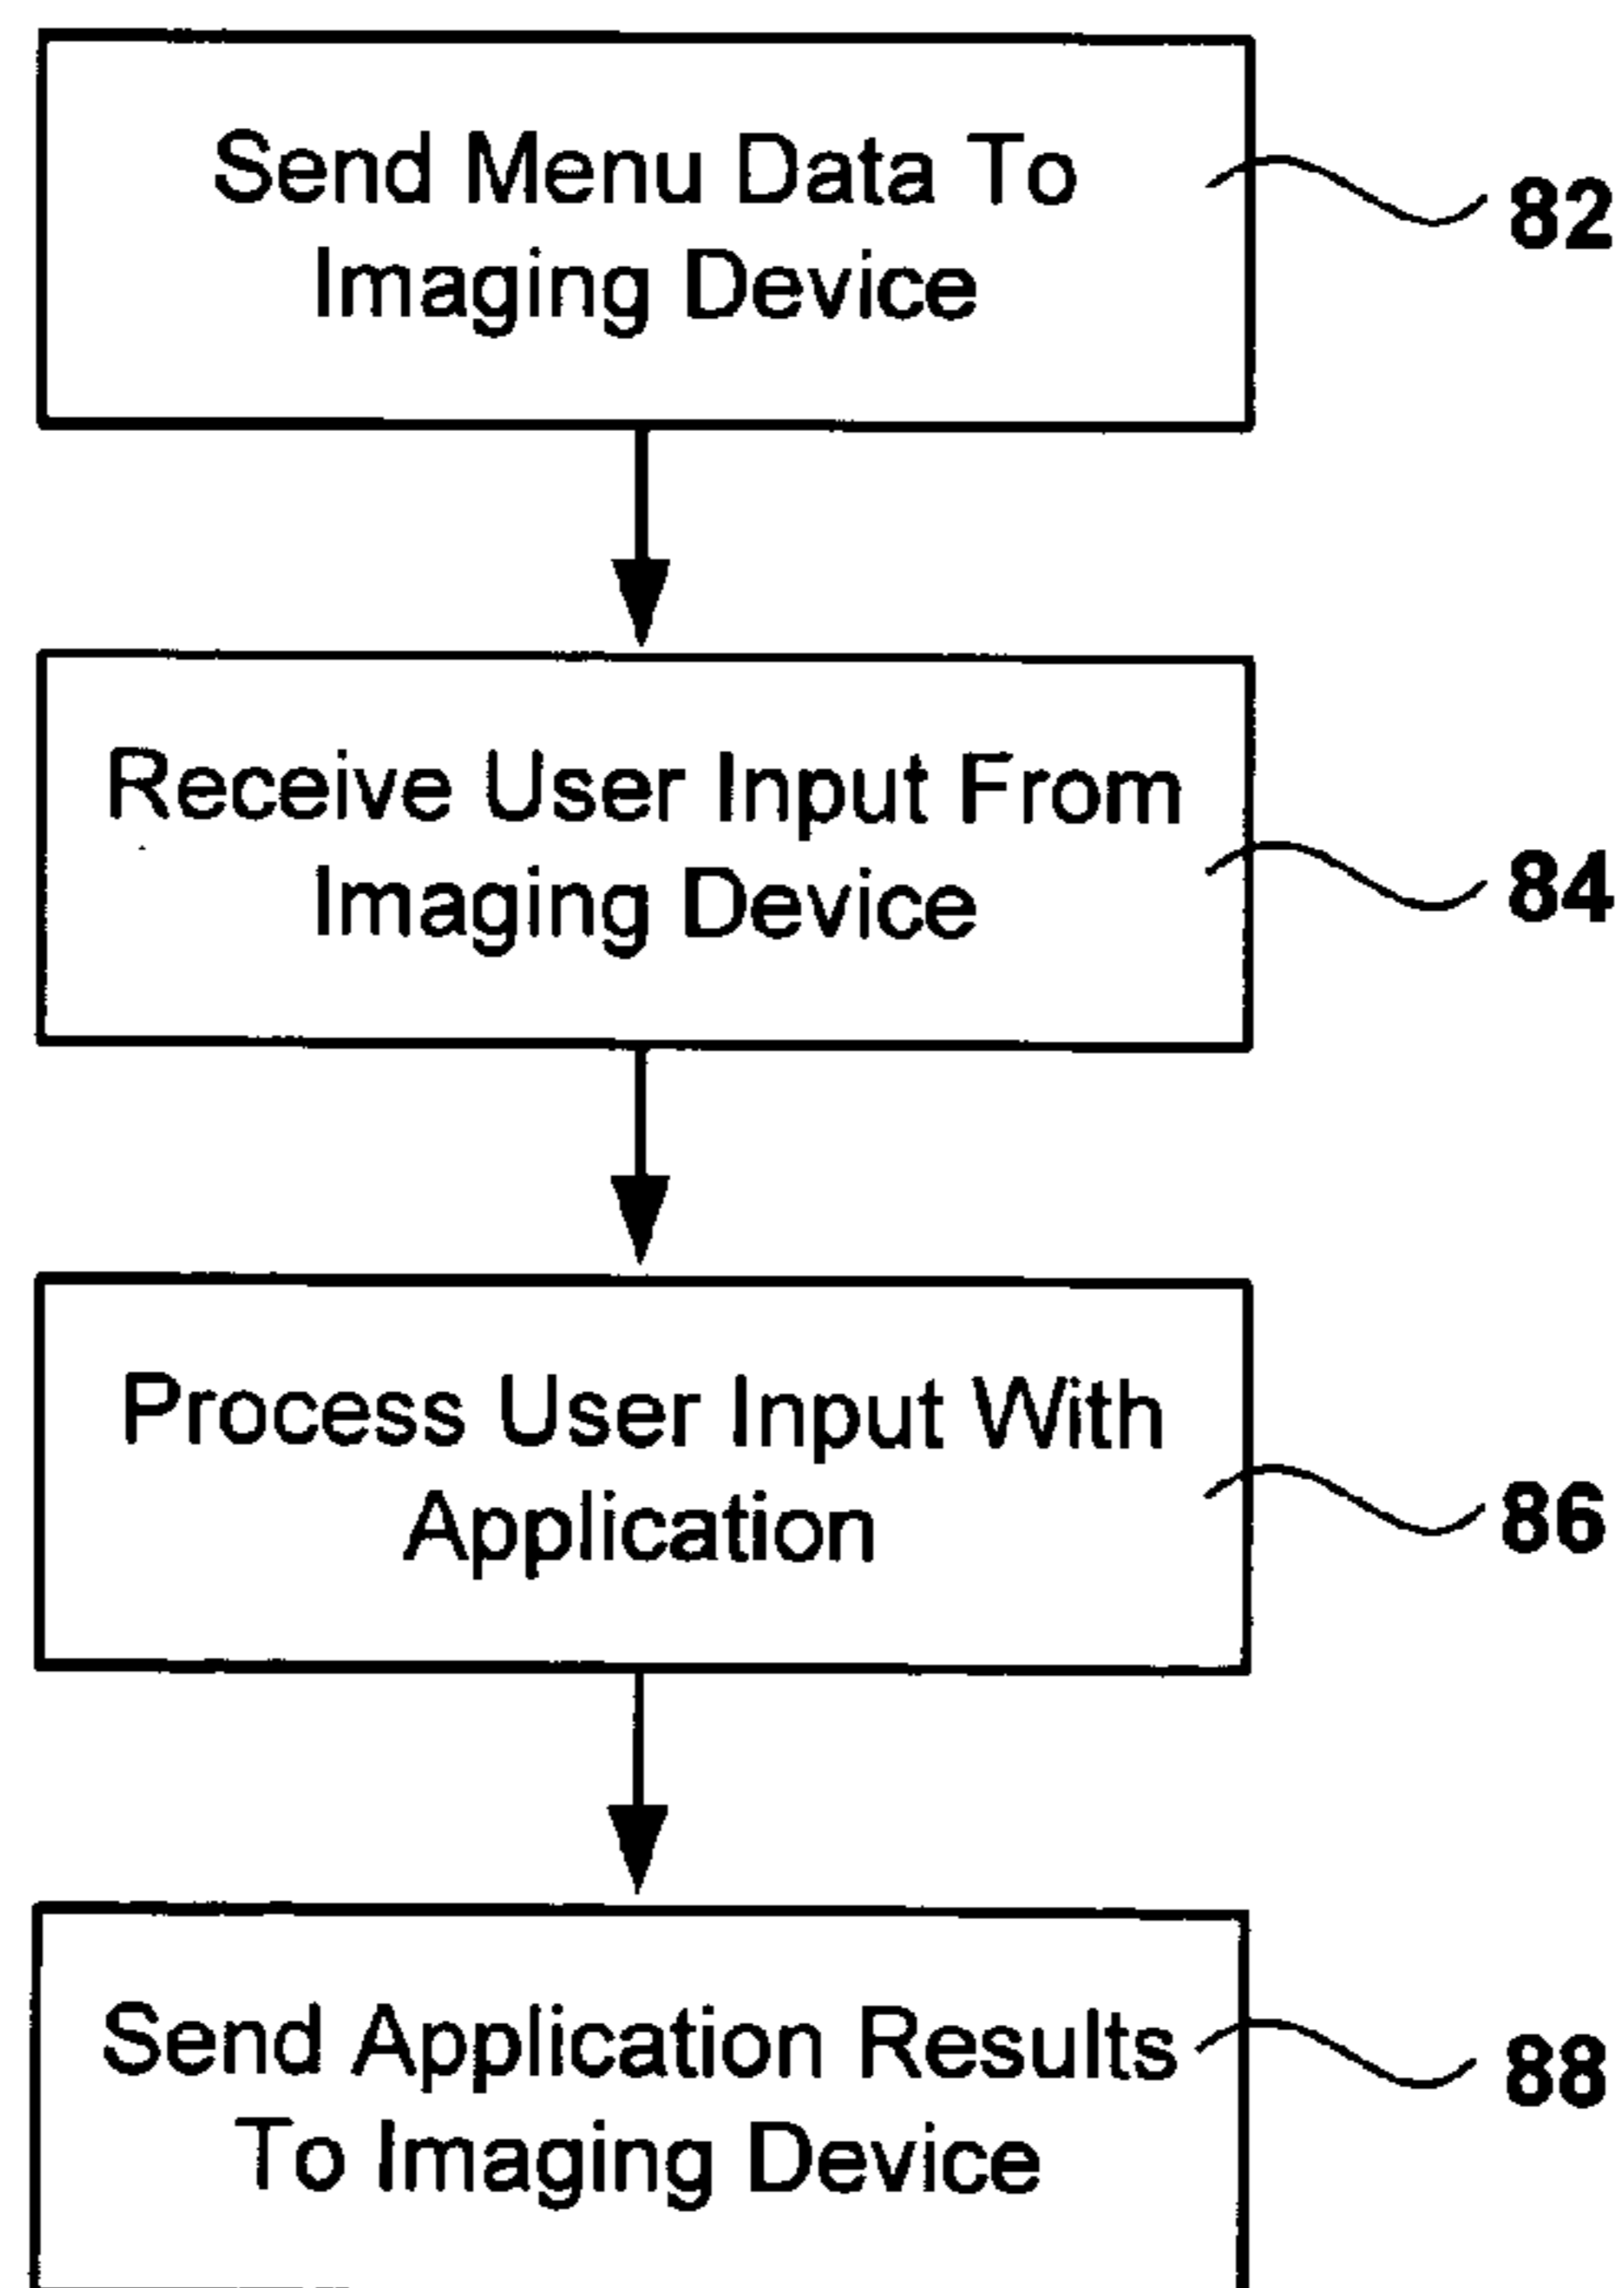 Send Menu Data To
Imaging Device
82
Receive User Input From
Imaging Device
84
Process User Input With
Application
86
Send Application Results
To Imaging Device
88